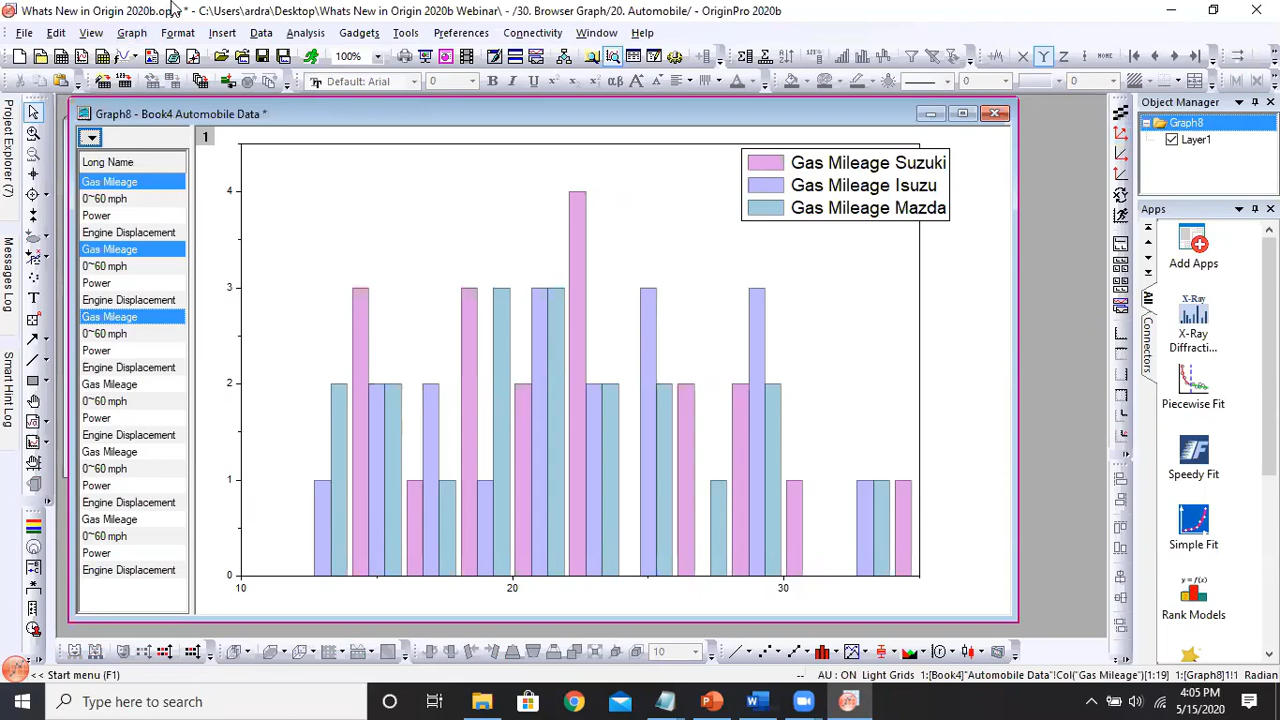 Whats New in Origin 2020b.opju * - C:\Users\ardra\Desktop\Whats New in Origin 2020b Webinar\ - /30. Browser Graph/20. Automobile/ - OriginPro 2020b
File Edit View Graph Format Insert Data Analysis Gadgets Tools Preferences Connectivity Window Help
100%
Default: Arial 0 B I U αβ A A 0 0
Project Explorer (7)
Messages Log
Smart Hint Log
Graph8 - Book4 Automobile Data *
1
Long Name
Gas Mileage
0~60 mph
Power
Engine Displacement
Gas Mileage
0~60 mph
Power
Engine Displacement
Gas Mileage
0~60 mph
Power
Engine Displacement
Gas Mileage
0~60 mph
Power
Engine Displacement
Gas Mileage
0~60 mph
Power
Engine Displacement
Gas Mileage
0~60 mph
Power
Engine Displacement
Gas Mileage Suzuki
Gas Mileage Isuzu
Gas Mileage Mazda
4
3
2
1
0
10 20 30
Object Manager
Graph8
Layer1
Apps
All
Connectors
Add Apps
X-Ray
X-Ray
Diffracti...
Piecewise Fit
Speedy Fit
Simple Fit
y = f(x)
Rank Models
10
<< Start menu (F1)
-- AU : ON Light Grids 1:[Book4]"Automobile Data"!Col("Gas Mileage")[1:19] 1:[Graph8]1!1 Radian
Type here to search
4:05 PM
5/15/2020